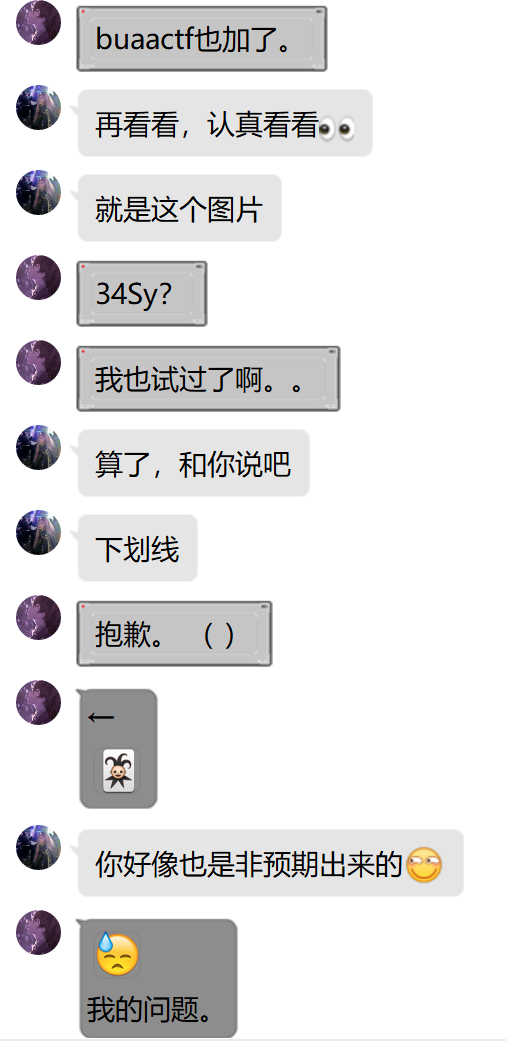 buaactf也加了。
再看看，认真看看👀
就是这个图片
34Sy?
我也试过了啊。。
算了，和你说吧
下划线
抱歉。（ ）
←
🃏
你好像也是非预期出来的
😓
我的问题。